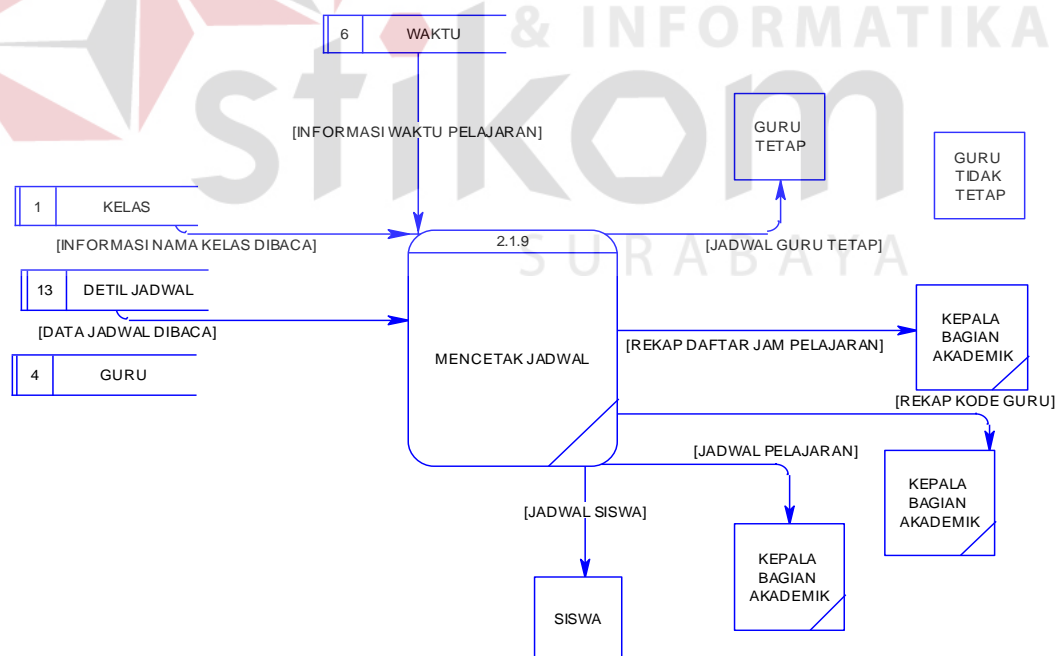 & INFORMATIKA
stikom
SURABAYA
6 WAKTU
[INFORMASI WAKTU PELAJARAN]
GURU
TETAP
GURU
TIDAK
TETAP
1 KELAS
[INFORMASI NAMA KELAS DIBACA]
2.1.9
[JADWAL GURU TETAP]
13 DETIL JADWAL
[DATA JADWAL DIBACA]
MENCETAK JADWAL
[REKAP DAFTAR JAM PELAJARAN]
KEPALA
BAGIAN
AKADEMIK
4 GURU
[REKAP KODE GURU]
[JADWAL PELAJARAN]
KEPALA
BAGIAN
AKADEMIK
[JADWAL SISWA]
KEPALA
BAGIAN
AKADEMIK
SISWA